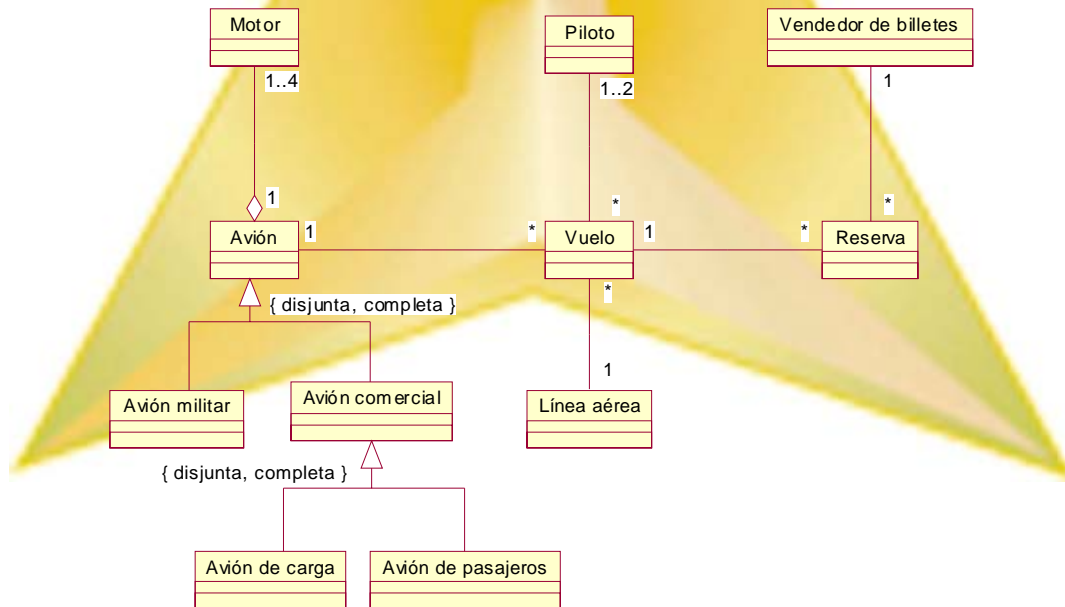 Motor
Piloto
Vendedor de billetes
1..4
1..2
1
1
*
*
Avión
1
*
Vuelo
1
*
Reserva
{ disjunta, completa }
*
1
Avión militar
Avión comercial
Línea aérea
{ disjunta, completa }
Avión de carga
Avión de pasajeros